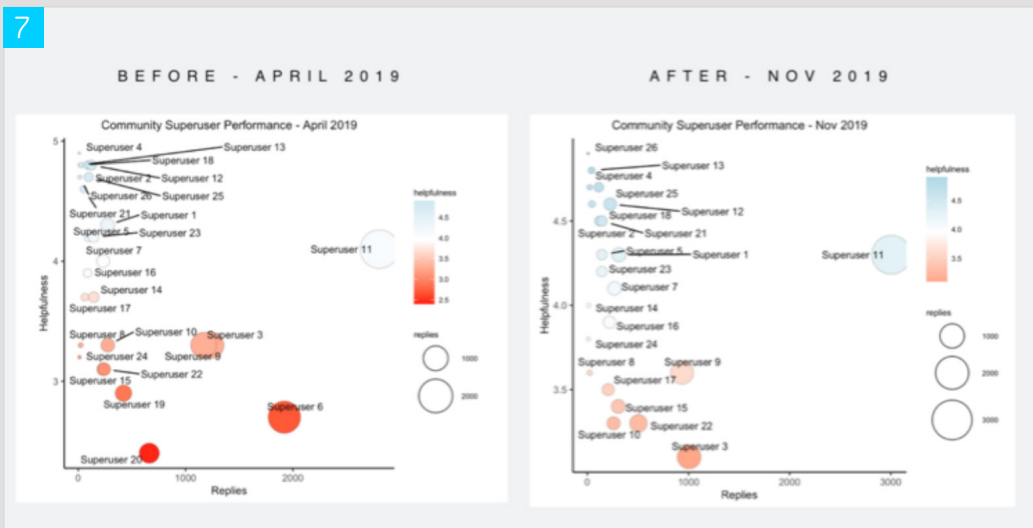 7
BEFORE - APRIL 2019
Community Superuser Performance - April 2019
5
4
3
Helpfulness
Superuser 4
Superuser 13
Superuser 18
Superuser 2
Superuser 12
Superuser 26
Superuser 25
Superuser 21
Superuser 1
Superuser 5
Superuser 23
Superuser 7
Superuser 11
Superuser 16
Superuser 14
Superuser 17
Superuser 8
Superuser 10
Superuser 3
Superuser 24
Superuser 9
Superuser 22
Superuser 15
Superuser 19
Superuser 6
Superuser 20
0
1000
2000
Replies
helpfulness
4.5
4.0
3.5
3.0
2.5
replies
1000
2000
AFTER - NOV 2019
Community Superuser Performance - Nov 2019
4.5
4.0
3.5
Helpfulness
Superuser 26
Superuser 13
Superuser 4
Superuser 25
Superuser 12
Superuser 18
Superuser 2
Superuser 21
Superuser 5
Superuser 1
Superuser 11
Superuser 23
Superuser 7
Superuser 14
Superuser 16
Superuser 24
Superuser 8
Superuser 9
Superuser 17
Superuser 15
Superuser 22
Superuser 10
Superuser 3
0
1000
2000
3000
Replies
helpfulness
4.5
4.0
3.5
replies
1000
2000
3000